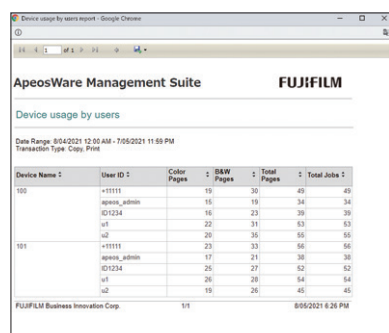 Device usage by users report - Google Chrome
1 of 1
ApeosWare Management Suite
FUJIFILM
Device usage by users
Date Range: 8/04/2021 12:00 AM - 7/05/2021 11:59 PM
Transaction Type: Copy, Print
Device Name User ID Color Pages B&W Pages Total Pages Total Jobs
100 +11111 19 30 49 49
apeos_admin 15 19 34 34
ID1234 16 23 39 39
u1 22 31 53 53
u2 20 35 55 55
101 +11111 23 33 56 56
apeos_admin 17 21 38 38
ID1234 25 27 52 52
u1 26 28 54 54
u2 19 26 45 45
FUJIFILM Business Innovation Corp. 1/1 8/05/2021 6:26 PM